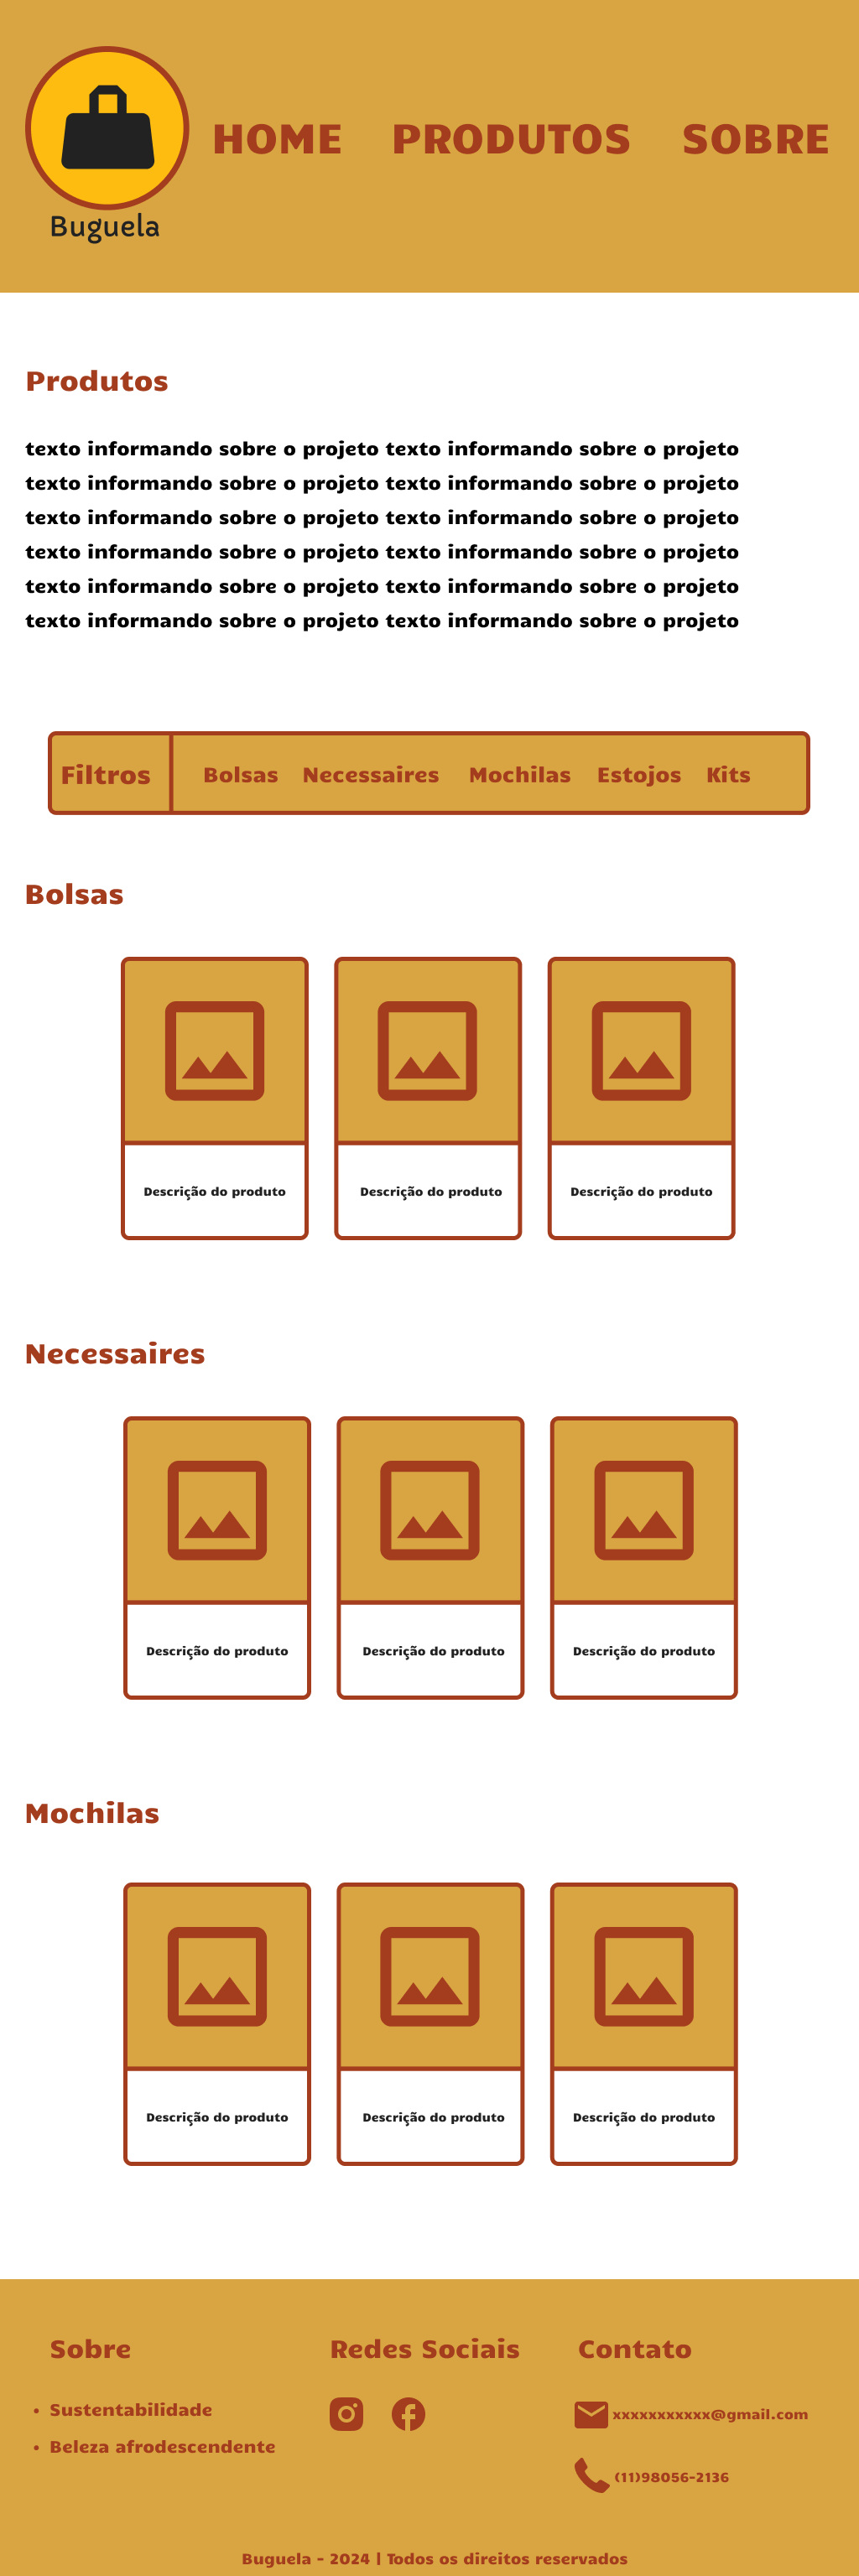 Buguela
HOME PRODUTOS SOBRE
Produtos
texto informando sobre o projeto texto informando sobre o projeto
texto informando sobre o projeto texto informando sobre o projeto
texto informando sobre o projeto texto informando sobre o projeto
texto informando sobre o projeto texto informando sobre o projeto
texto informando sobre o projeto texto informando sobre o projeto
texto informando sobre o projeto texto informando sobre o projeto
Filtros Bolsas Necessaires Mochilas Estojos Kits
Bolsas
Descrição do produto Descrição do produto Descrição do produto
Necessaires
Descrição do produto Descrição do produto Descrição do produto
Mochilas
Descrição do produto Descrição do produto Descrição do produto
Sobre
• Sustentabilidade
• Beleza afrodescendente
Redes Sociais
Contato
xxxxxxxxxxx@gmail.com
(11)98056-2136
Buguela - 2024 | Todos os direitos reservados